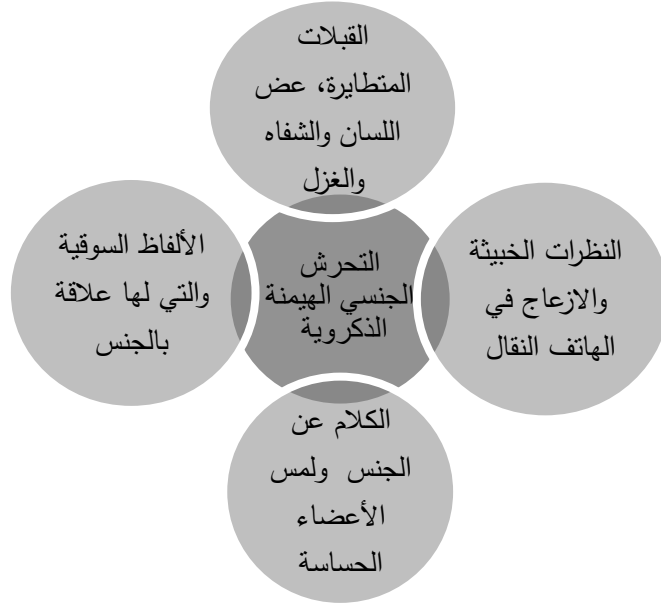 القبلات
المتطايرة، عض
اللسان والشفاه
والغزل
النظرات الخبيثة
والازعاج في
الهاتف النقال
التحرش
الجنسي الهيمنة
الذكروية
الألفاظ السوقية
والتي لها علاقة
بالجنس
الكلام عن
الجنس ولمس
الأعضاء
الحساسة